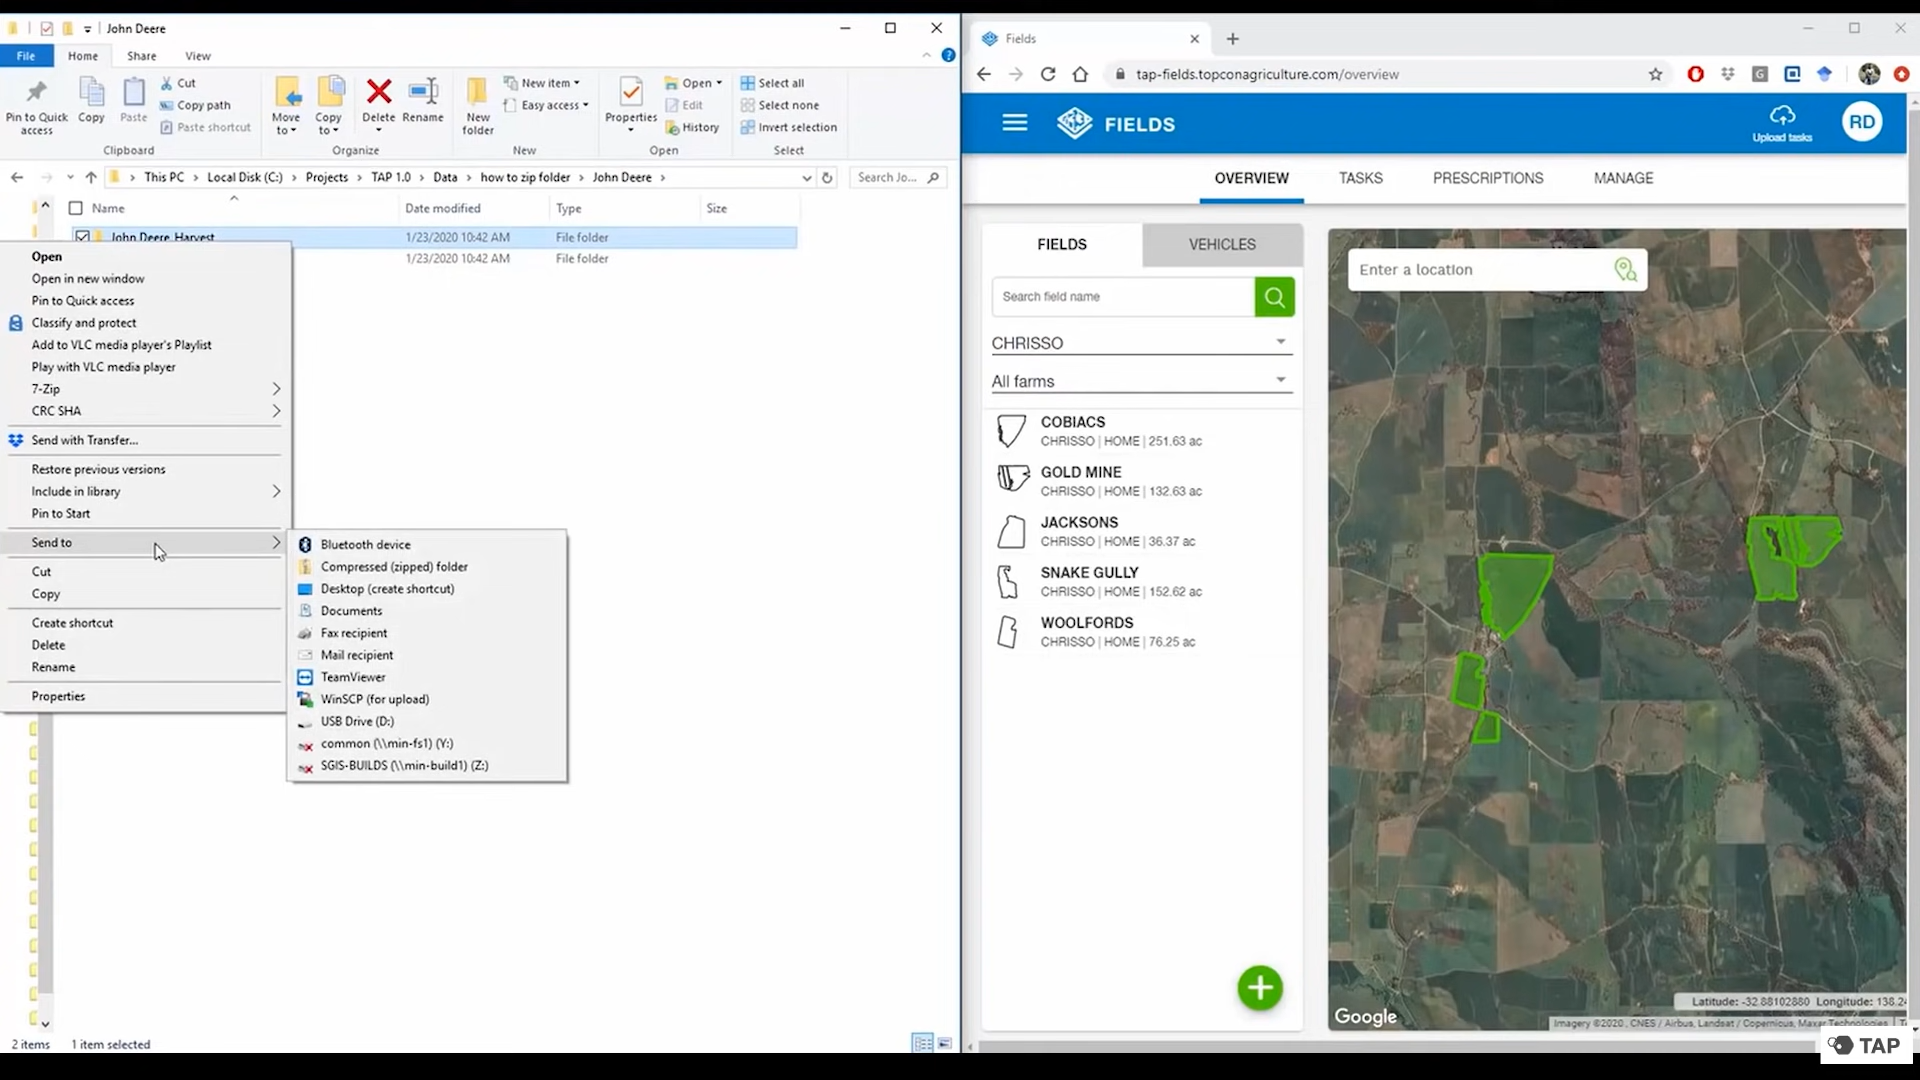 John Deere
File
Home
Share
View
Pin to Quick access
Copy
Paste
Cut
Copy path
Paste shortcut
Clipboard
Move to
Copy to
Delete
Rename
Organize
New folder
New item
Easy access
New
Properties
Open
Edit
History
Open
Select all
Select none
Invert selection
Select
This PC > Local Disk (C:) > Projects > TAP 1.0 > Data > how to zip folder > John Deere >
Search Jo...
Name
Date modified
Type
Size
John Deere Harvest
1/23/2020 10:42 AM
File folder
1/23/2020 10:42 AM
File folder
Open
Open in new window
Pin to Quick access
Classify and protect
Add to VLC media player's Playlist
Play with VLC media player
7-Zip
CRC SHA
Send with Transfer...
Restore previous versions
Include in library
Pin to Start
Send to
Cut
Copy
Create shortcut
Delete
Rename
Properties
Bluetooth device
Compressed (zipped) folder
Desktop (create shortcut)
Documents
Fax recipient
Mail recipient
TeamViewer
WinSCP (for upload)
USB Drive (D:)
common (\\min-fs1) (Y:)
SGIS-BUILDS (\\min-build1) (Z:)
2 items
1 item selected
Fields
tap-fields.topconagriculture.com/overview
FIELDS
Upload tasks
RD
OVERVIEW
TASKS
PRESCRIPTIONS
MANAGE
FIELDS
VEHICLES
Search field name
CHRISSO
All farms
COBIACS
CHRISSO | HOME | 251.63 ac
GOLD MINE
CHRISSO | HOME | 132.63 ac
JACKSONS
CHRISSO | HOME | 36.37 ac
SNAKE GULLY
CHRISSO | HOME | 152.62 ac
WOOLFORDS
CHRISSO | HOME | 76.25 ac
Enter a location
Latitude: -32.88102880 Longitude: 138.24
Google
Imagery ©2020 , CNES / Airbus, Landsat / Copernicus, Maxar Technologies
TAP